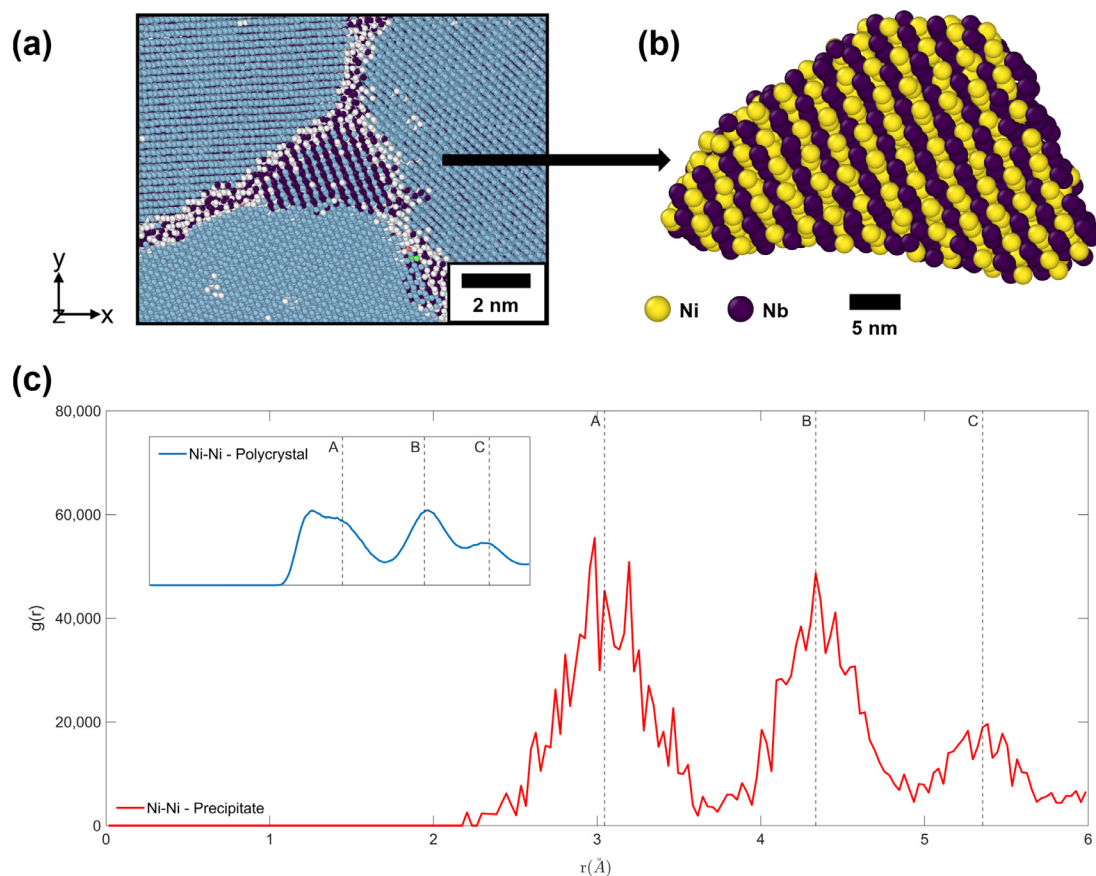 (a)
(b)
y
z x
2 nm
Ni Nb
5 nm
(c)
80,000
60,000
40,000
20,000
0
g(r)
A B C
Ni-Ni - Polycrystal
A B C
Ni-Ni - Precipitate
0 1 2 3 4 5 6
r(Å)